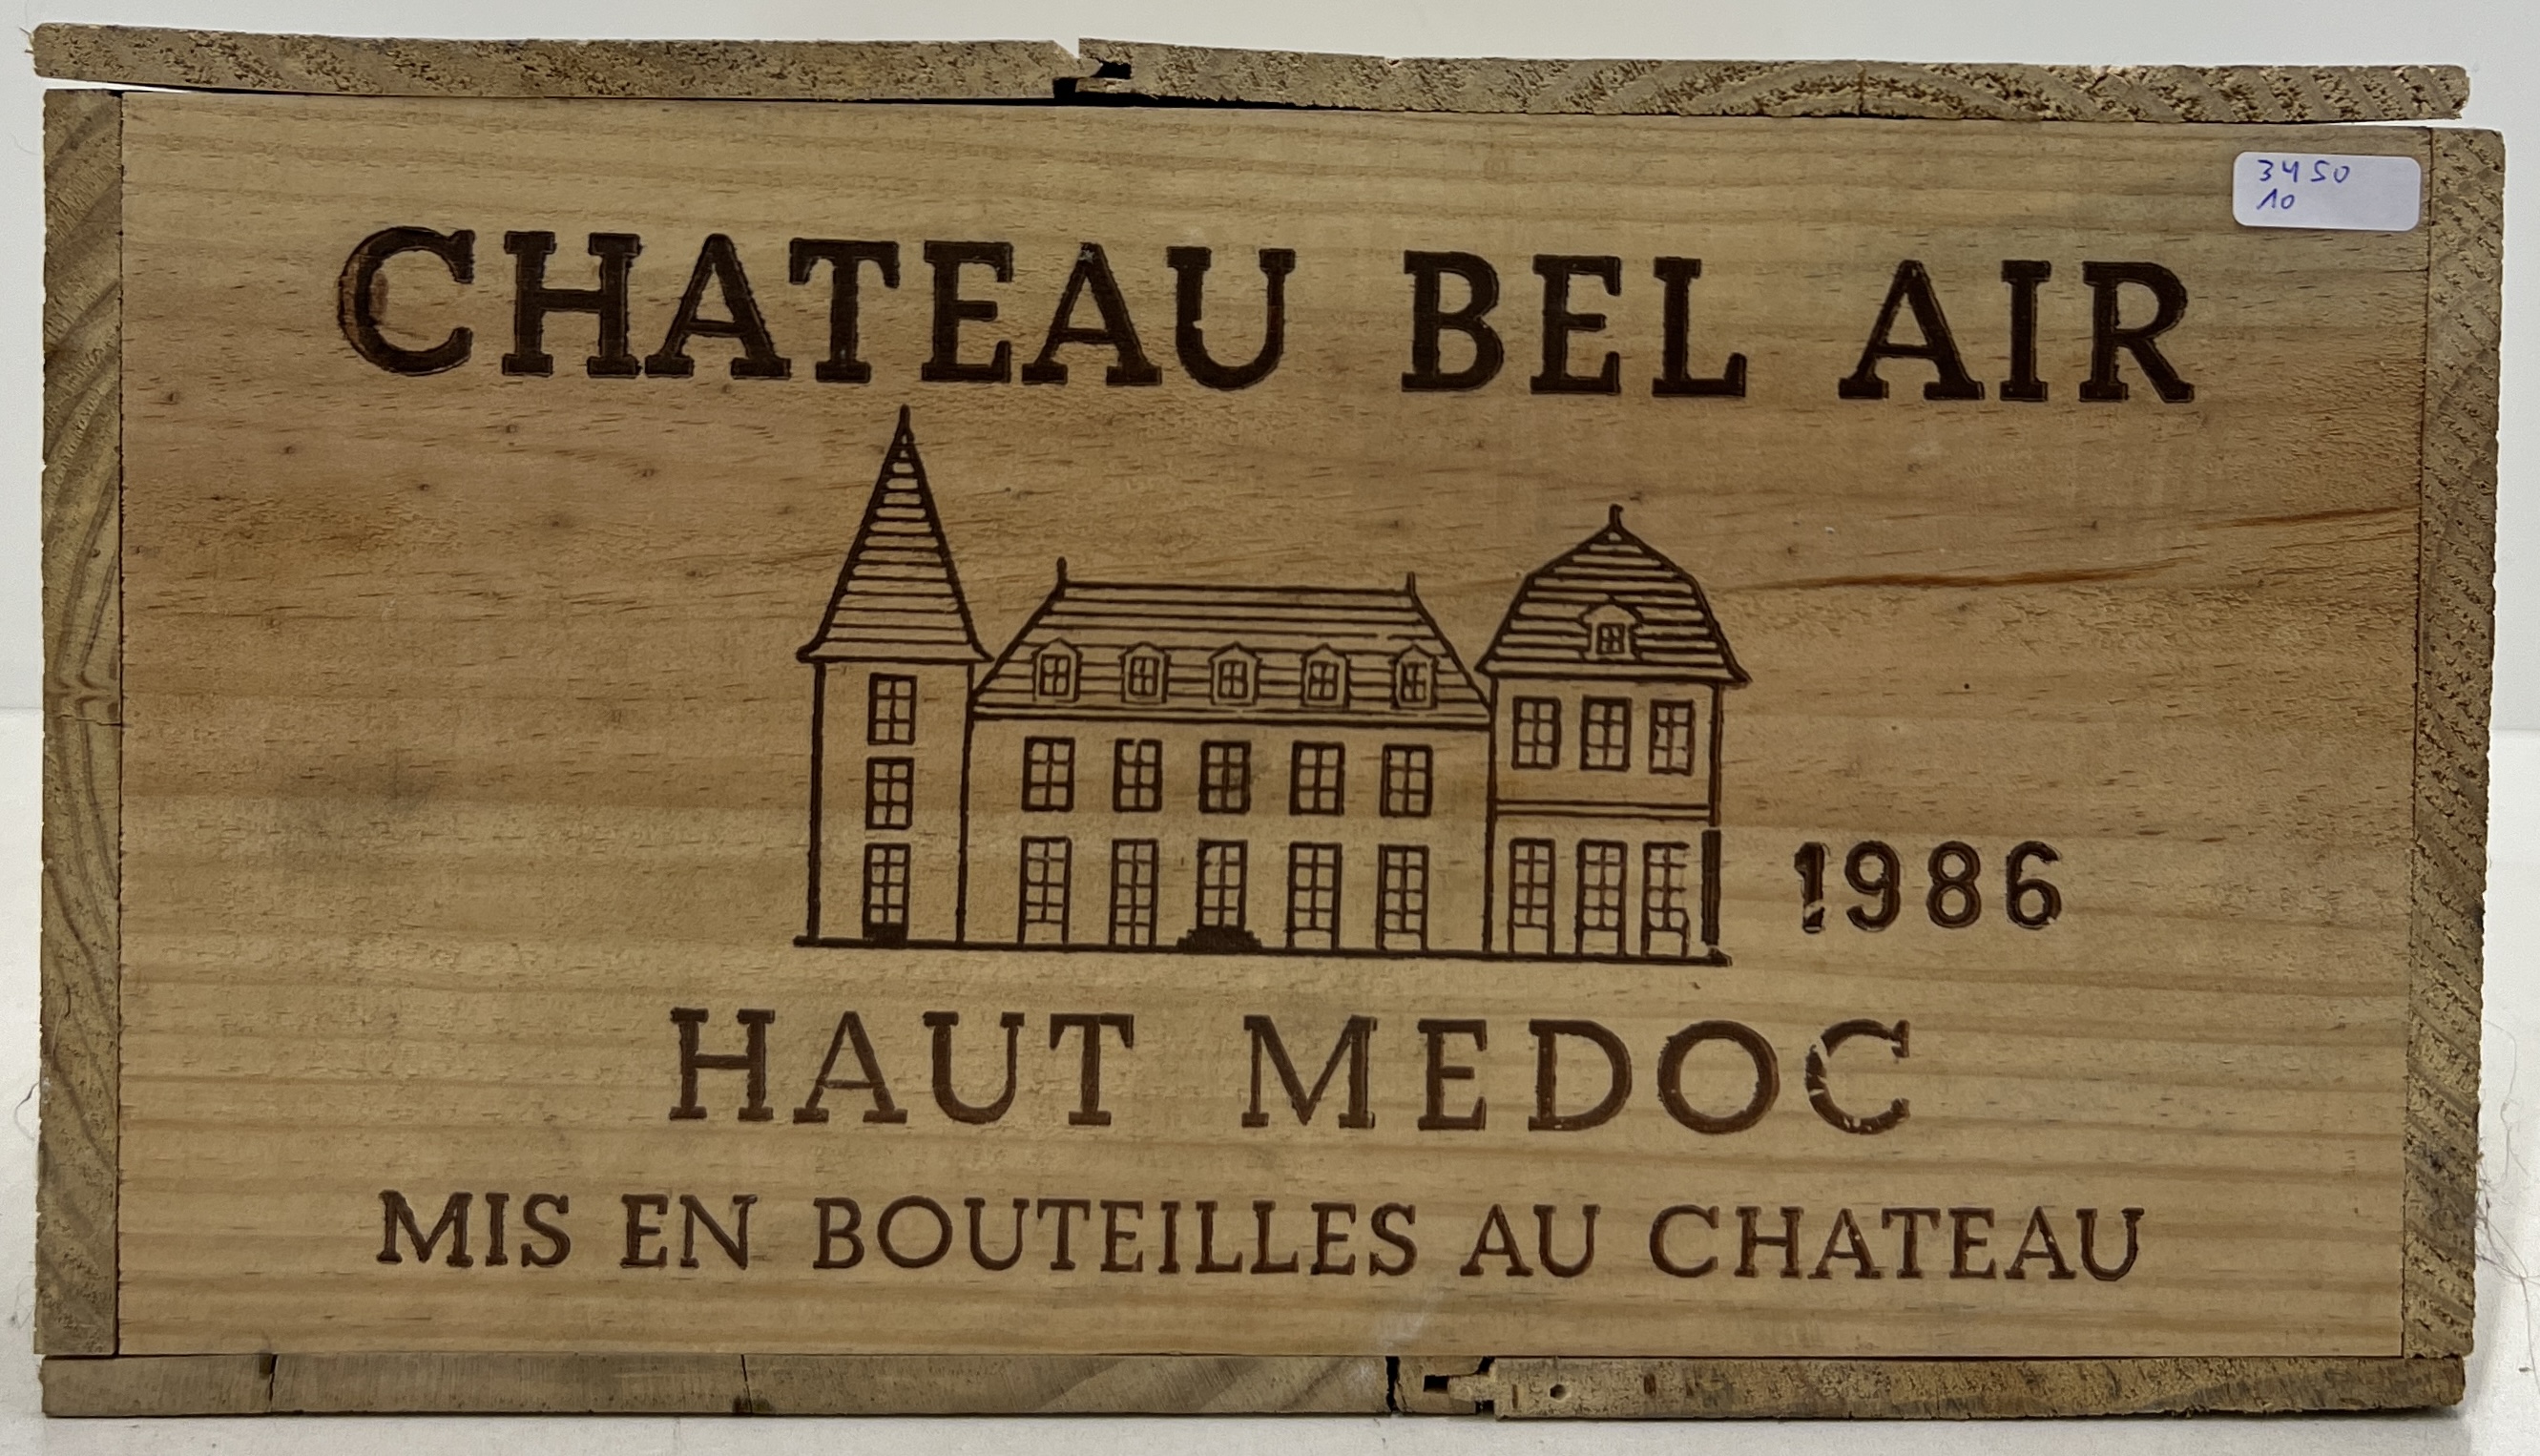 3450
10
CHATEAU BEL AIR
1986
HAUT MEDOC
MIS EN BOUTEILLES AU CHATEAU